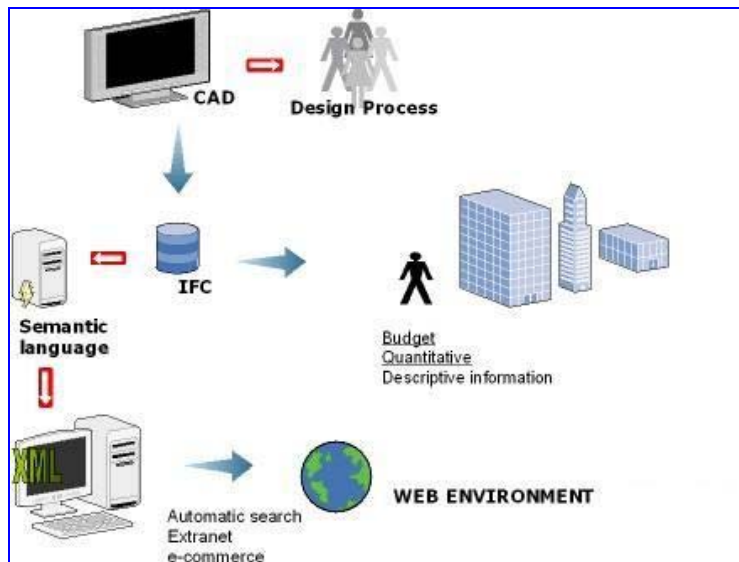 CAD
Design Process
IFC
Semantic
language
Budget
Quantitative
Descriptive information
XML
WEB ENVIRONMENT
Automatic search
Extranet
e-commerce